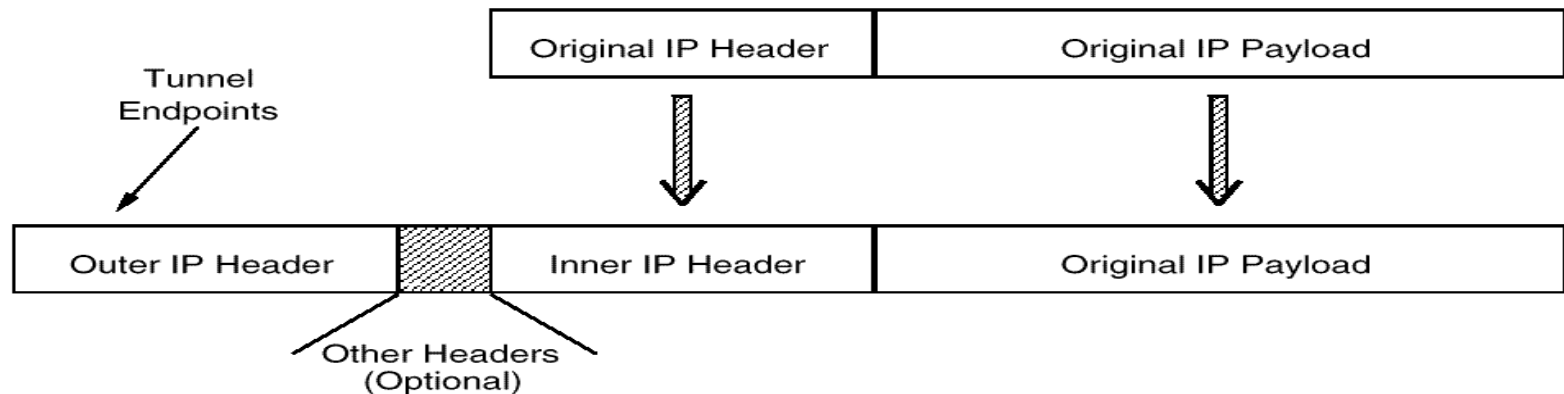 Original IP Header
Original IP Payload
Tunnel
Endpoints
Outer IP Header
Inner IP Header
Original IP Payload
Other Headers
(Optional)